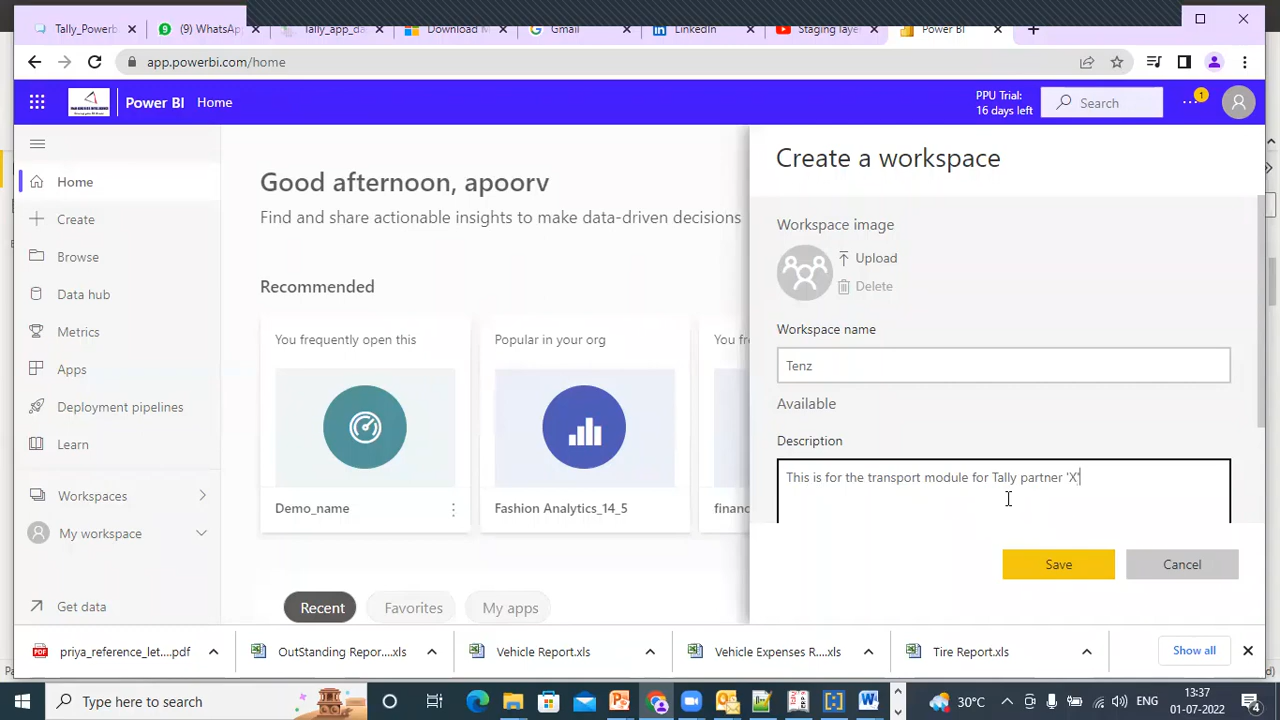 Tally_Powerb
(9) WhatsAp
Tally_app_da
Download M
Gmail
LinkedIn
Staging laye
Power BI
app.powerbi.com/home
Power BI Home
PPU Trial:
16 days left
Search
1
Home
Create
Browse
Data hub
Metrics
Apps
Deployment pipelines
Learn
Workspaces
My workspace
Get data
Good afternoon, apoorv
Find and share actionable insights to make data-driven decisions
Recommended
You frequently open this
Demo_name
Popular in your org
Fashion Analytics_14_5
You fre
financ
Recent
Favorites
My apps
Create a workspace
Workspace image
Upload
Delete
Workspace name
Tenz
Available
Description
This is for the transport module for Tally partner 'X'
Save
Cancel
priya_reference_let....pdf
OutStanding Repor....xls
Vehicle Report.xls
Vehicle Expenses R....xls
Tire Report.xls
Show all
Type here to search
30°C
ENG
13:37
01-07-2022
4